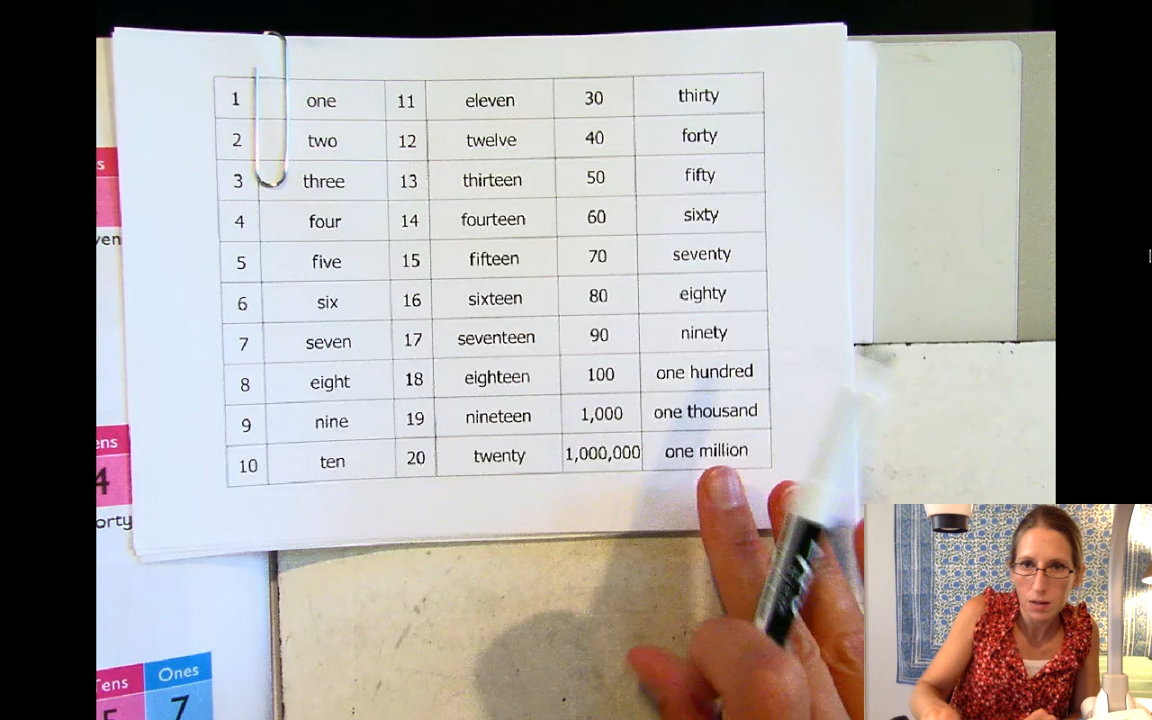 1 one 11 eleven 30 thirty
2 two 12 twelve 40 forty
3 three 13 thirteen 50 fifty
4 four 14 fourteen 60 sixty
5 five 15 fifteen 70 seventy
6 six 16 sixteen 80 eighty
7 seven 17 seventeen 90 ninety
8 eight 18 eighteen 100 one hundred
9 nine 19 nineteen 1,000 one thousand
10 ten 20 twenty 1,000,000 one million
4
Tens Ones
7